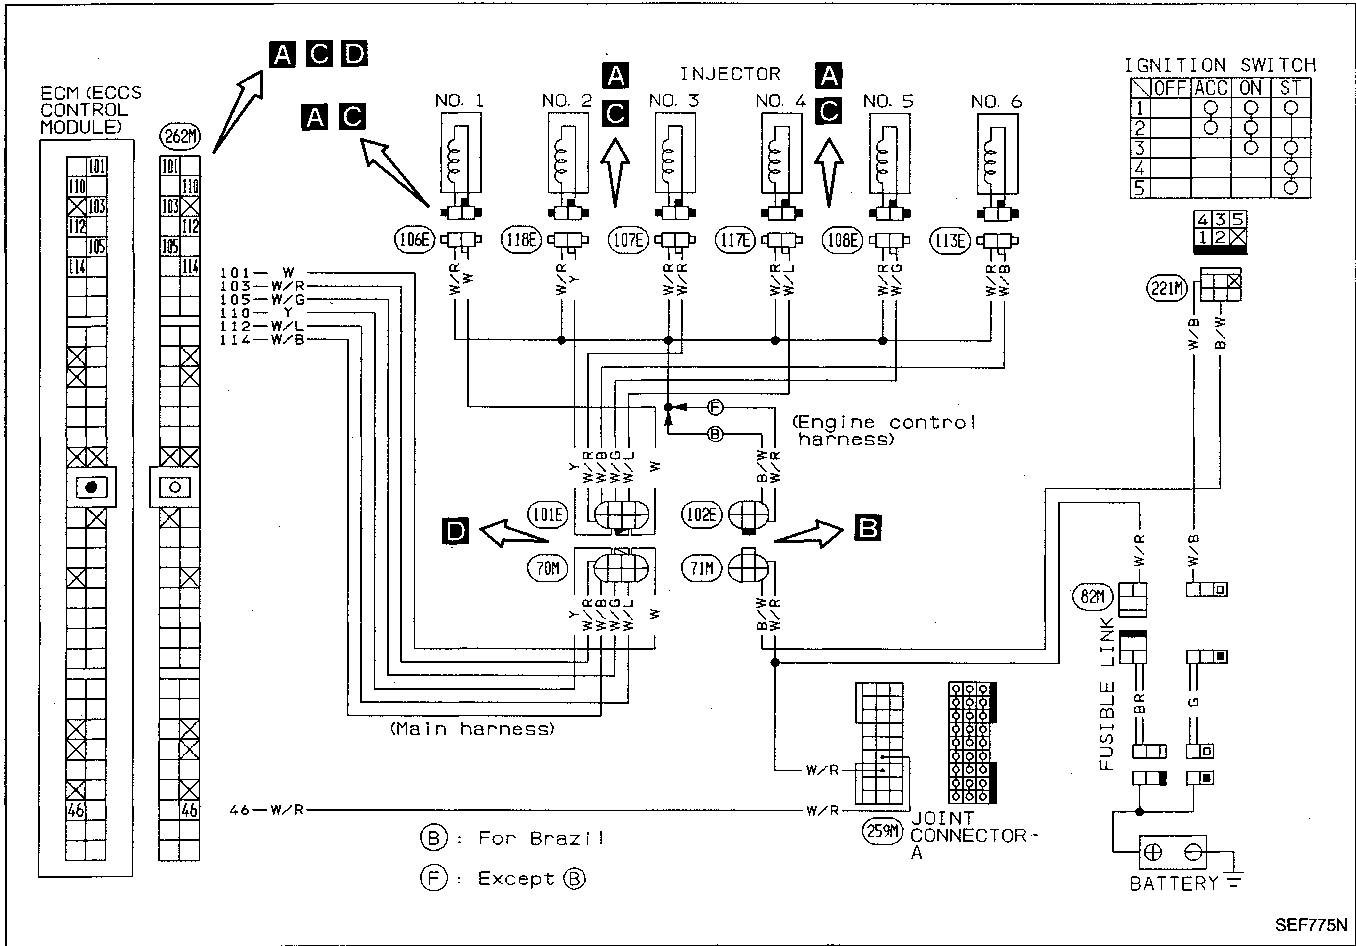 A C D
A C
A
C
INJECTOR
A
C
IGNITION SWITCH
OFF ACC ON ST
1
2
3
4
5
ECM (ECCS
CONTROL
MODULE)
262M
NO. 1 NO. 2 NO. 3 NO. 4 NO. 5 NO. 6
101 101
110 110
103 103
112 112
105 105
114 114
4 3 5
1 2
106E 118E 107E 117E 108E 113E
221M
W/R W W/R Y W/R W/R W/R W/L W/R W/G W/R W/B
101 W
103 W/R
105 W/G
110 Y
112 W/L
114 W/B
W/B B/W
F
B
(Engine control
harness)
Y W/R W/B W/G W/L W
B/W W/R
D
101E
102E
B
70M
71M
W/R W/B
82M
Y W/R W/B W/G W/L W
B/W W/R
FUSIBLE LINK
BR G
(Main harness)
W/R
46 46
46 W/R
W/R
259M
JOINT
CONNECTOR-
A
B : For Brazil
F : Except B
BATTERY
SEF775N